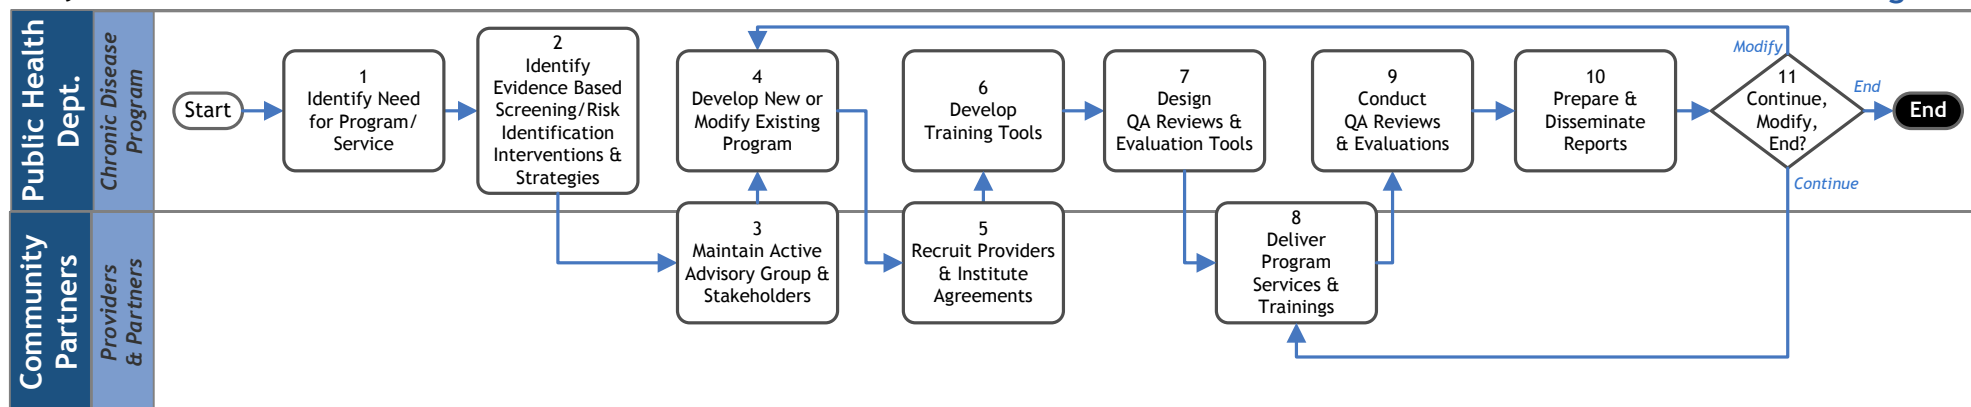 Public Health
Dept.
Chronic Disease
Program
Community
Partners
Providers
& Partners
Start
1
Identify Need
for Program/
Service
2
Identify
Evidence Based
Screening/Risk
Identification
Interventions &
Strategies
3
Maintain Active
Advisory Group &
Stakeholders
4
Develop New or
Modify Existing
Program
5
Recruit Providers
& Institute
Agreements
6
Develop
Training Tools
7
Design
QA Reviews &
Evaluation Tools
8
Deliver
Program
Services &
Trainings
9
Conduct
QA Reviews
& Evaluations
10
Prepare &
Disseminate
Reports
11
Continue,
Modify,
End?
Modify
End
Continue
End